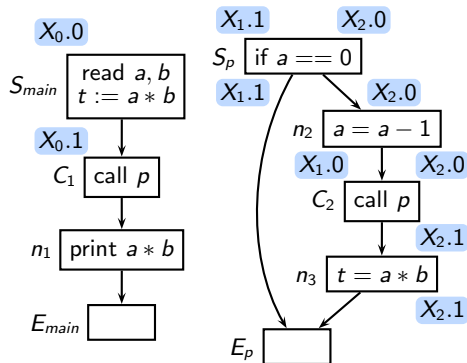 X₀.0
S_main
read a, b
t := a * b
X₀.1
C₁ call p
n₁ print a * b
E_main
X₁.1 X₂.0
S_p if a == 0
X₁.1 X₂.0
n₂ a = a − 1
X₁.0 X₂.0
C₂ call p
X₂.1
n₃ t = a * b
X₂.1
E_p